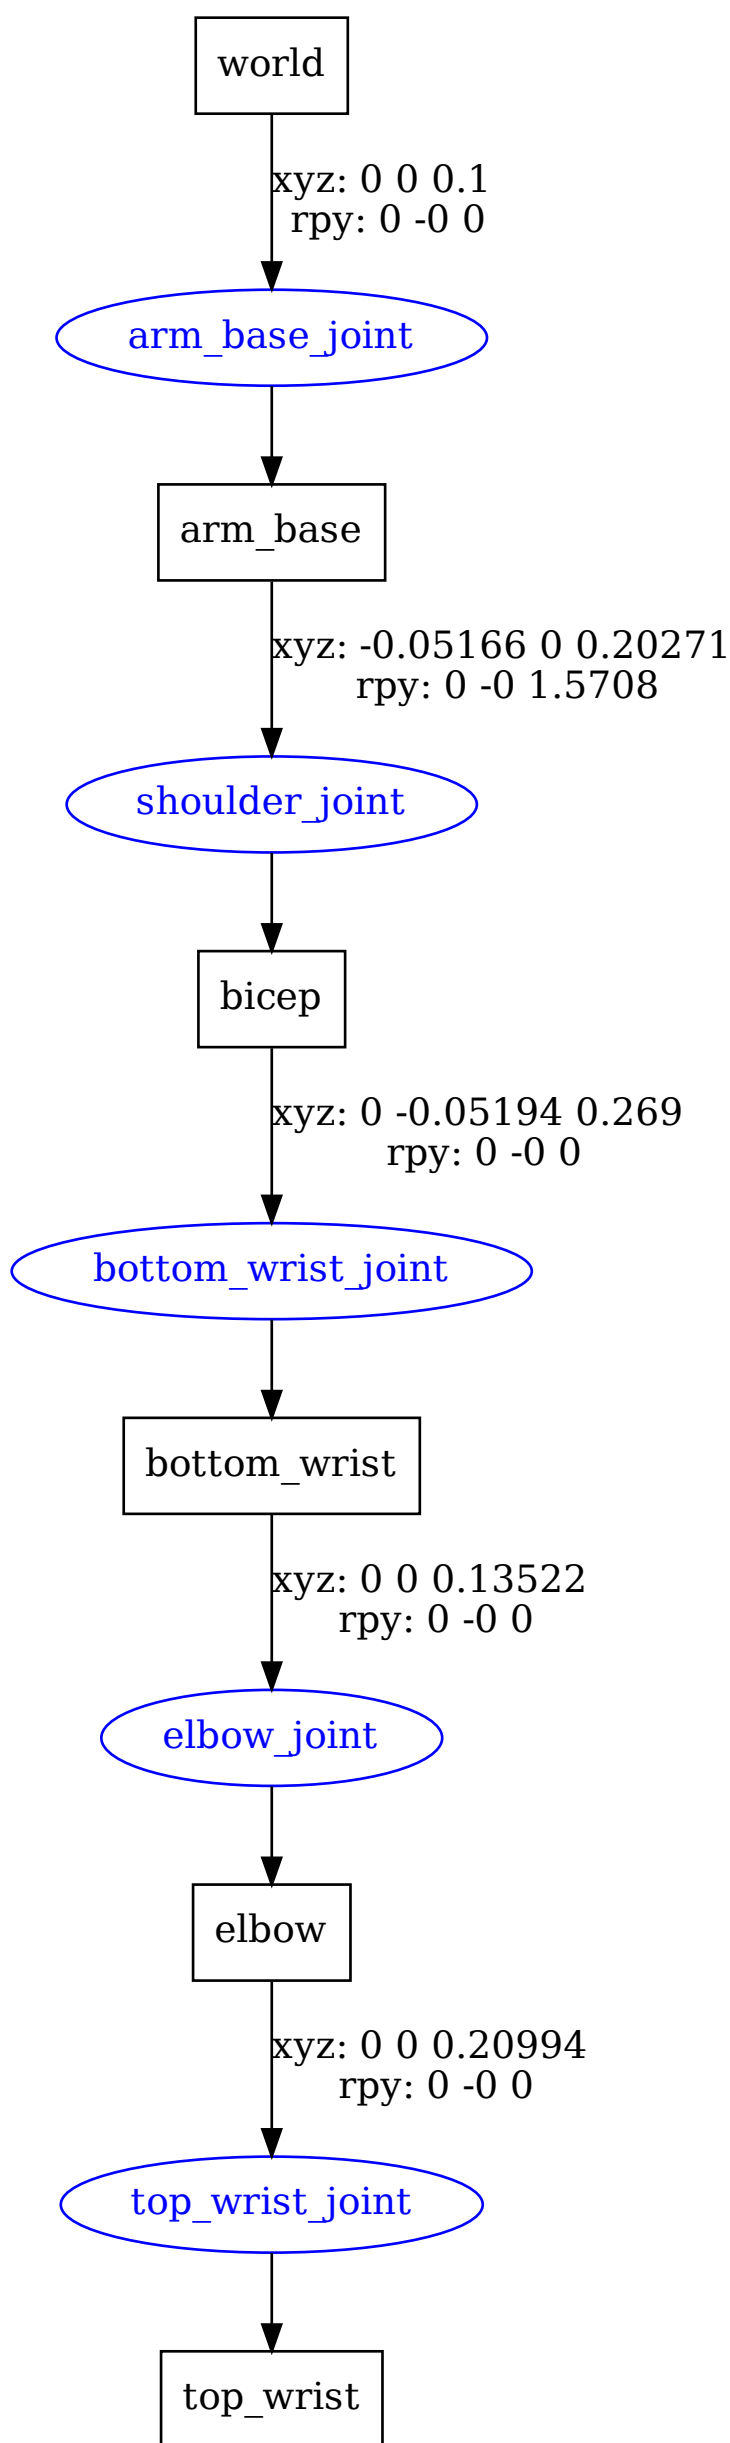 world
xyz: 0 0 0.1
rpy: 0 -0 0
arm_base_joint
arm_base
xyz: -0.05166 0 0.20271
rpy: 0 -0 1.5708
shoulder_joint
bicep
xyz: 0 -0.05194 0.269
rpy: 0 -0 0
bottom_wrist_joint
bottom_wrist
xyz: 0 0 0.13522
rpy: 0 -0 0
elbow_joint
elbow
xyz: 0 0 0.20994
rpy: 0 -0 0
top_wrist_joint
top_wrist